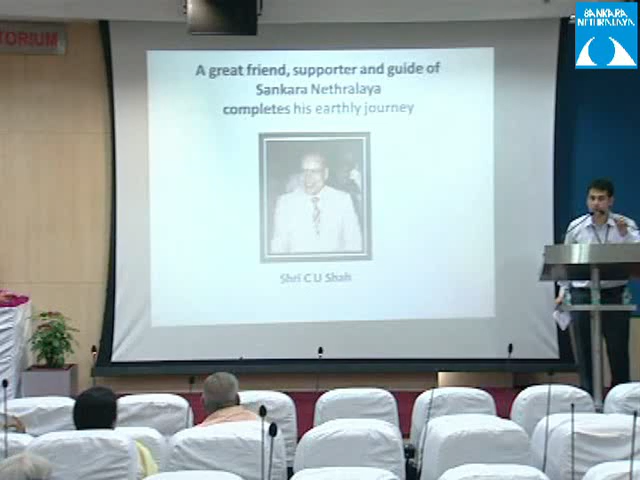 TORIUM
SANKARA
NETHRALAYA
A great friend, supporter and guide of
Sankara Nethralaya
completes his earthly journey
Shri C U Shah